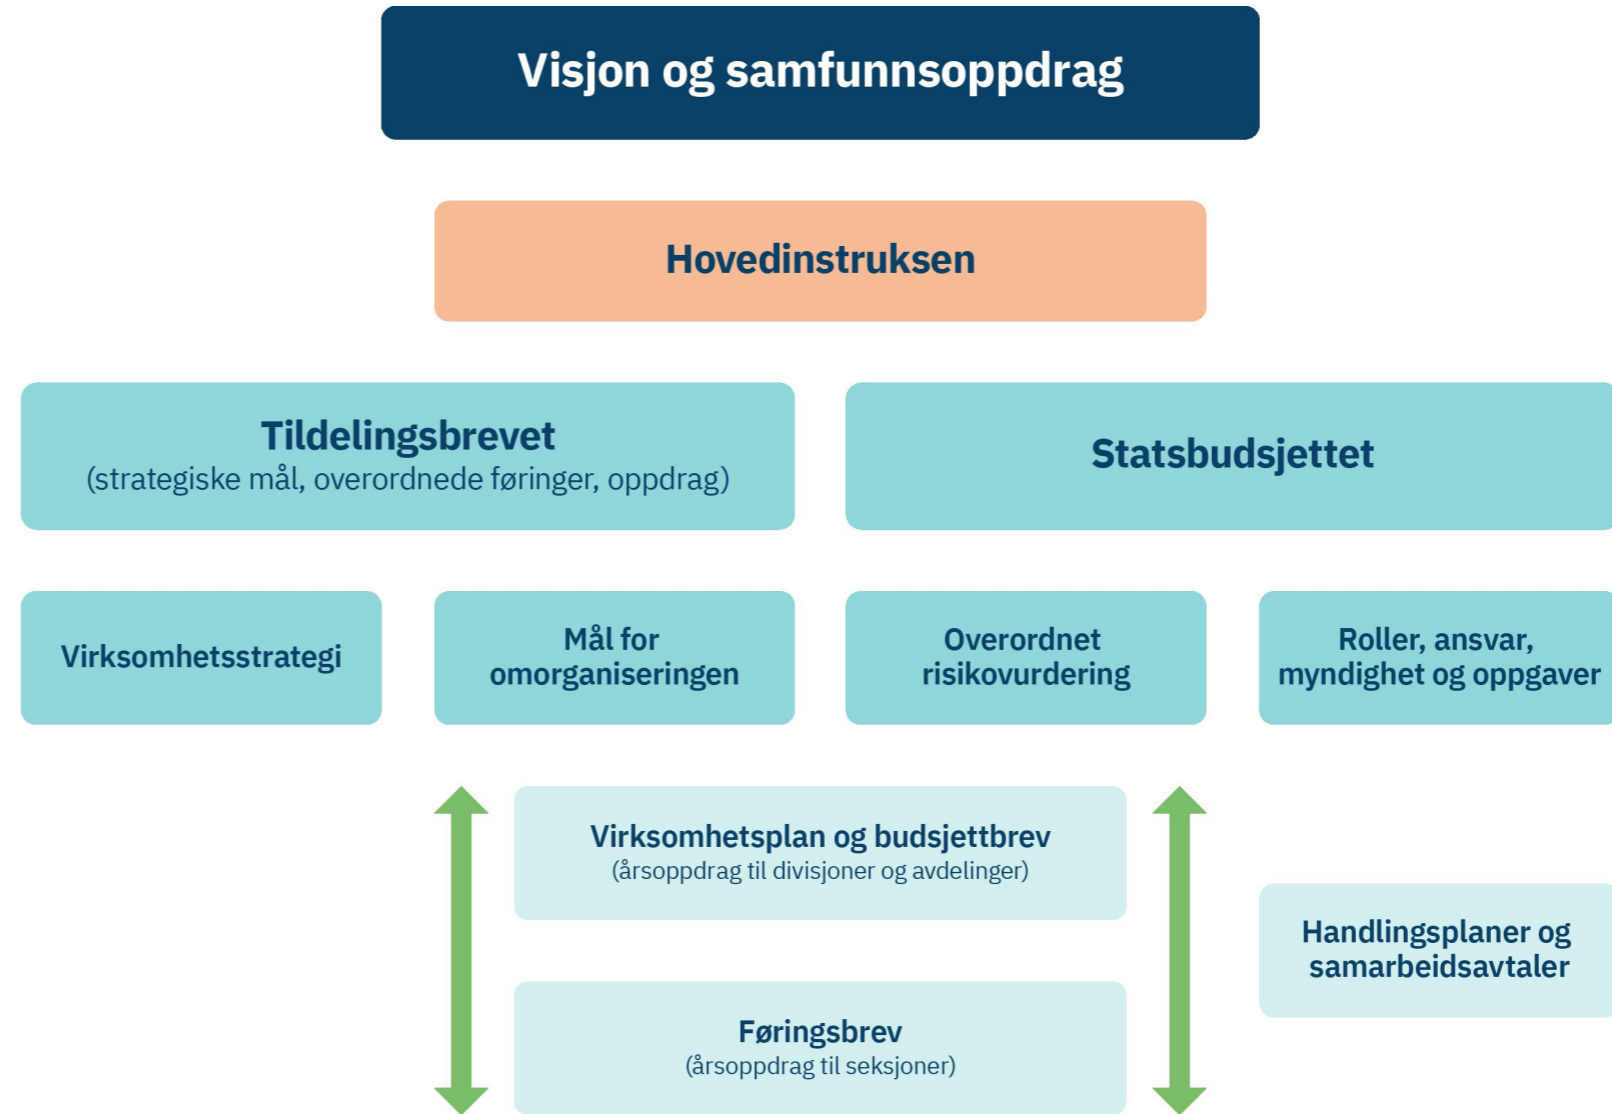 Visjon og samfunnsoppdrag
Hovedinstruksen
Tildelingsbrevet
(strategiske mål, overordnede føringer, oppdrag)
Statsbudsjettet
Virksomhetsstrategi
Mål for
omorganiseringen
Overordnet
risikovurdering
Roller, ansvar,
myndighet og oppgaver
Virksomhetsplan og budsjettbrev
(årsoppdrag til divisjoner og avdelinger)
Handlingsplaner og
samarbeidsavtaler
Føringsbrev
(årsoppdrag til seksjoner)